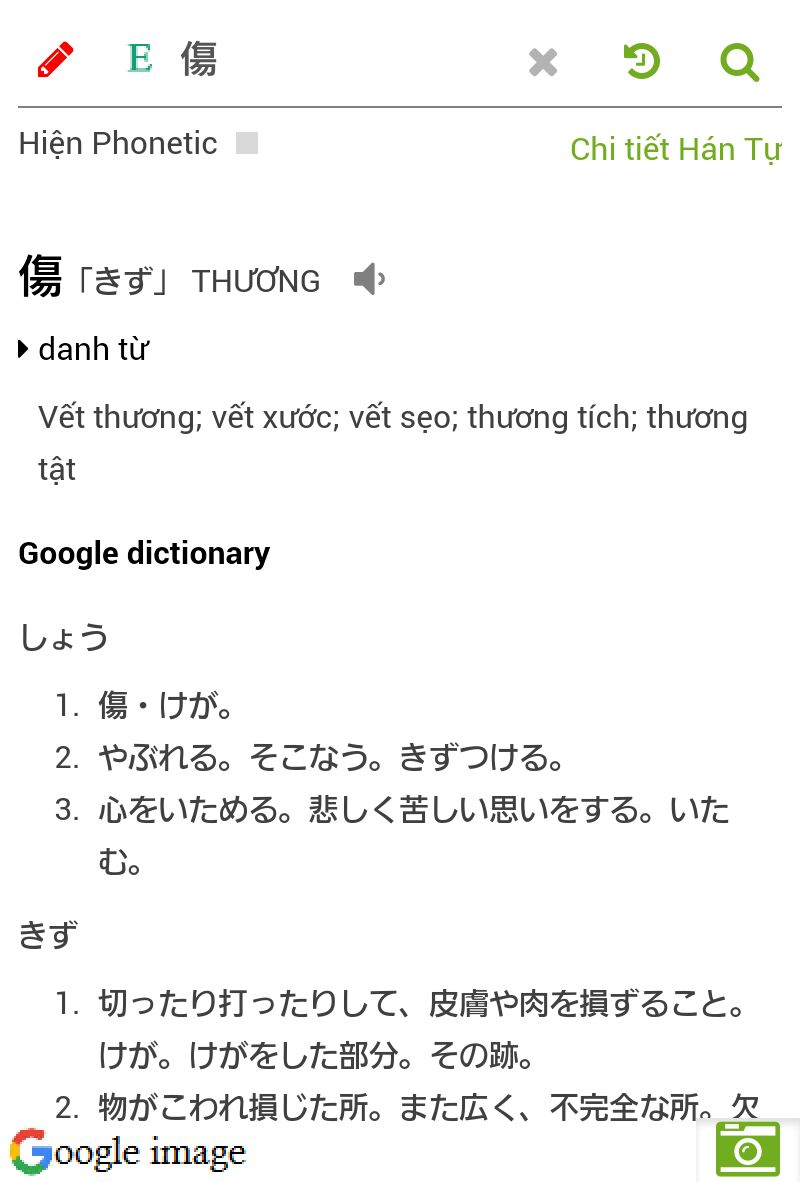 E 傷
Hiện Phonetic
Chi tiết Hán Tự
傷「きず」 THƯƠNG
danh từ
Vết thương; vết xước; vết sẹo; thương tích; thương
tật
Google dictionary
しょう
1. 傷・けが。
2. やぶれる。そこなう。きずつける。
3. 心をいためる。悲しく苦しい思いをする。いた
む。
きず
1. 切ったり打ったりして、皮膚や肉を損ずること。
けが。けがをした部分。その跡。
2. 物がこわれ損じた所。また広く、不完全な所。欠
Google image